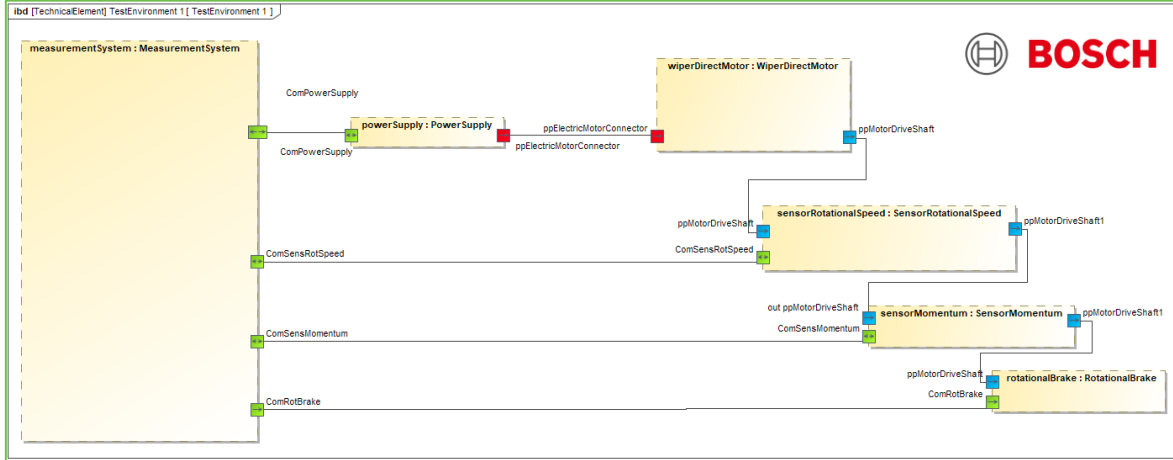 ibd [TechnicalElement] TestEnvironment 1 [ TestEnvironment 1 ]
measurementSystem : MeasurementSystem
wiperDirectMotor : WiperDirectMotor
BOSCH
ComPowerSupply
powerSupply : PowerSupply
ppElectricMotorConnector
ppMotorDriveShaft
ComPowerSupply
ppElectricMotorConnector
sensorRotationalSpeed : SensorRotationalSpeed
ppMotorDriveShaft
ppMotorDriveShaft1
ComSensRotSpeed
ComSensRotSpeed
out ppMotorDriveShaft
sensorMomentum : SensorMomentum
ppMotorDriveShaft1
ComSensMomentum
ComSensMomentum
ppMotorDriveShaft
rotationalBrake : RotationalBrake
ComRotBrake
ComRotBrake